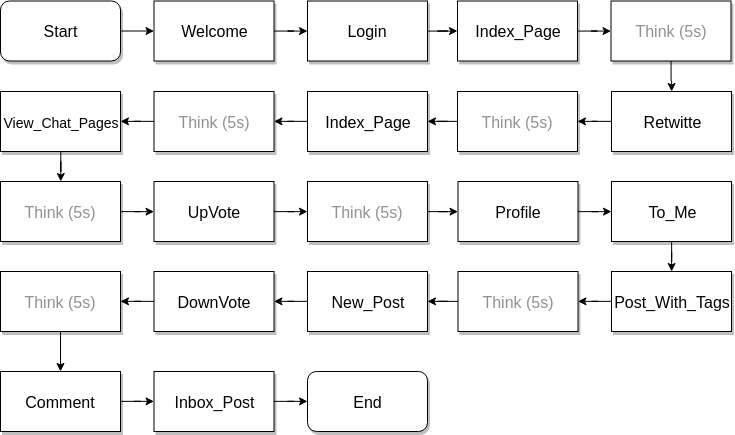 Start
Welcome
Login
Index_Page
Think (5s)
View_Chat_Pages
Think (5s)
Index_Page
Think (5s)
Retwitte
Think (5s)
UpVote
Think (5s)
Profile
To_Me
Think (5s)
DownVote
New_Post
Think (5s)
Post_With_Tags
Comment
Inbox_Post
End